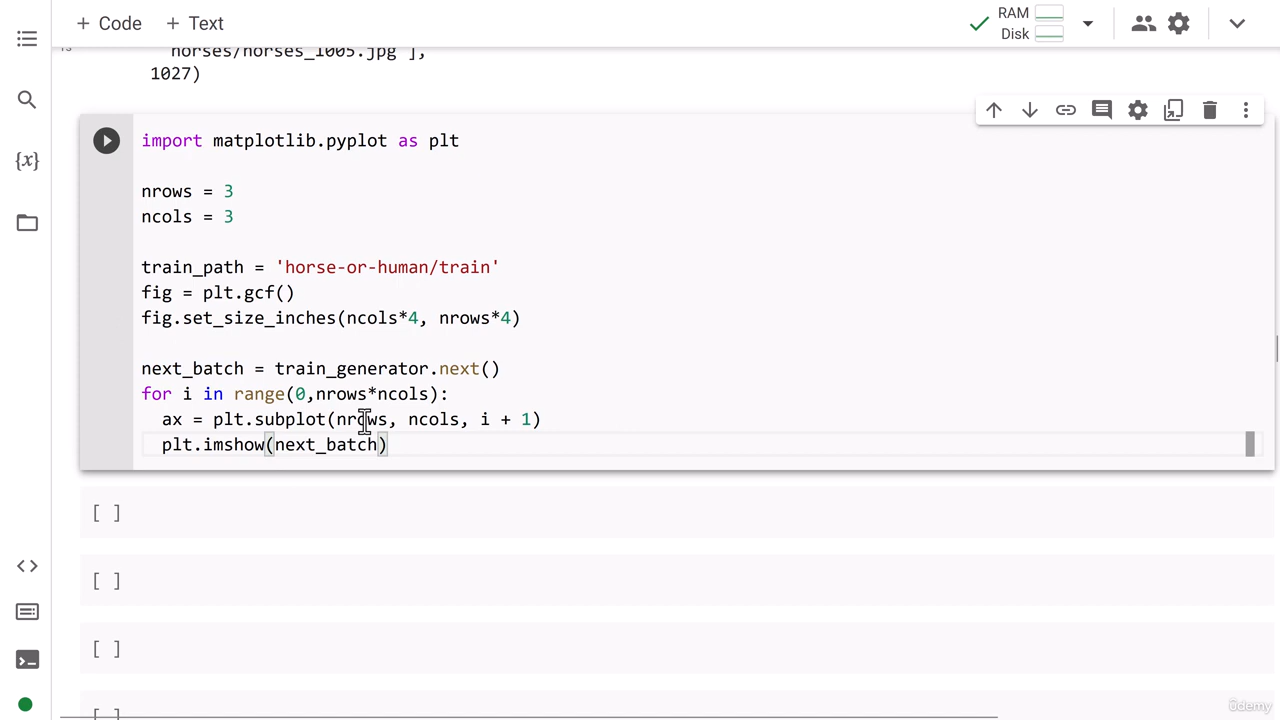 + Code + Text
RAM
Disk
horses/horses_1005.jpg'],
1027)
import matplotlib.pyplot as plt
nrows = 3
ncols = 3
train_path = 'horse-or-human/train'
fig = plt.gcf()
fig.set_size_inches(ncols*4, nrows*4)
next_batch = train_generator.next()
for i in range(0,nrows*ncols):
ax = plt.subplot(nrows, ncols, i + 1)
plt.imshow(next_batch)
[ ]
[ ]
[ ]
[ ]
{x}
<>
ûdemy